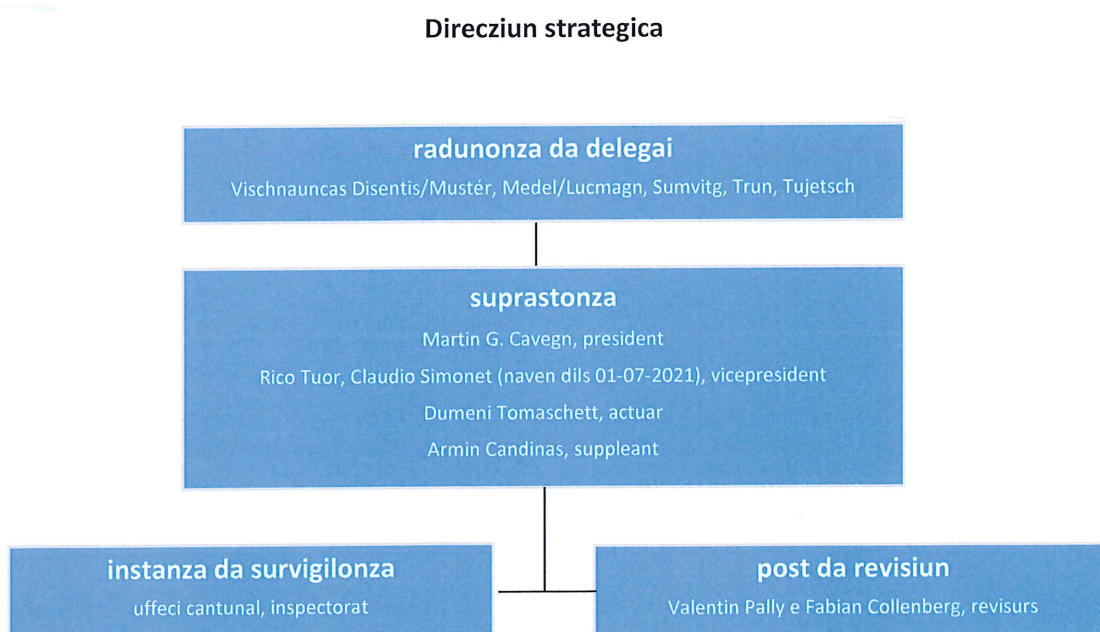 Direcziun strategica
radunonza da delegai
Vischnauncas Disentis/Mustér, Medel/Lucmagn, Sumvitg, Trun, Tujetsch
suprastonza
Martin G. Cavegn, president
Rico Tuor, Claudio Simonet (naven dils 01-07-2021), vicepresident
Dumeni Tomaschett, actuar
Armin Candinas, suppleant
instanza da survigilonza
uffeci cantunal, inspectorat
post da revisiun
Valentin Pally e Fabian Collenberg, revisurs